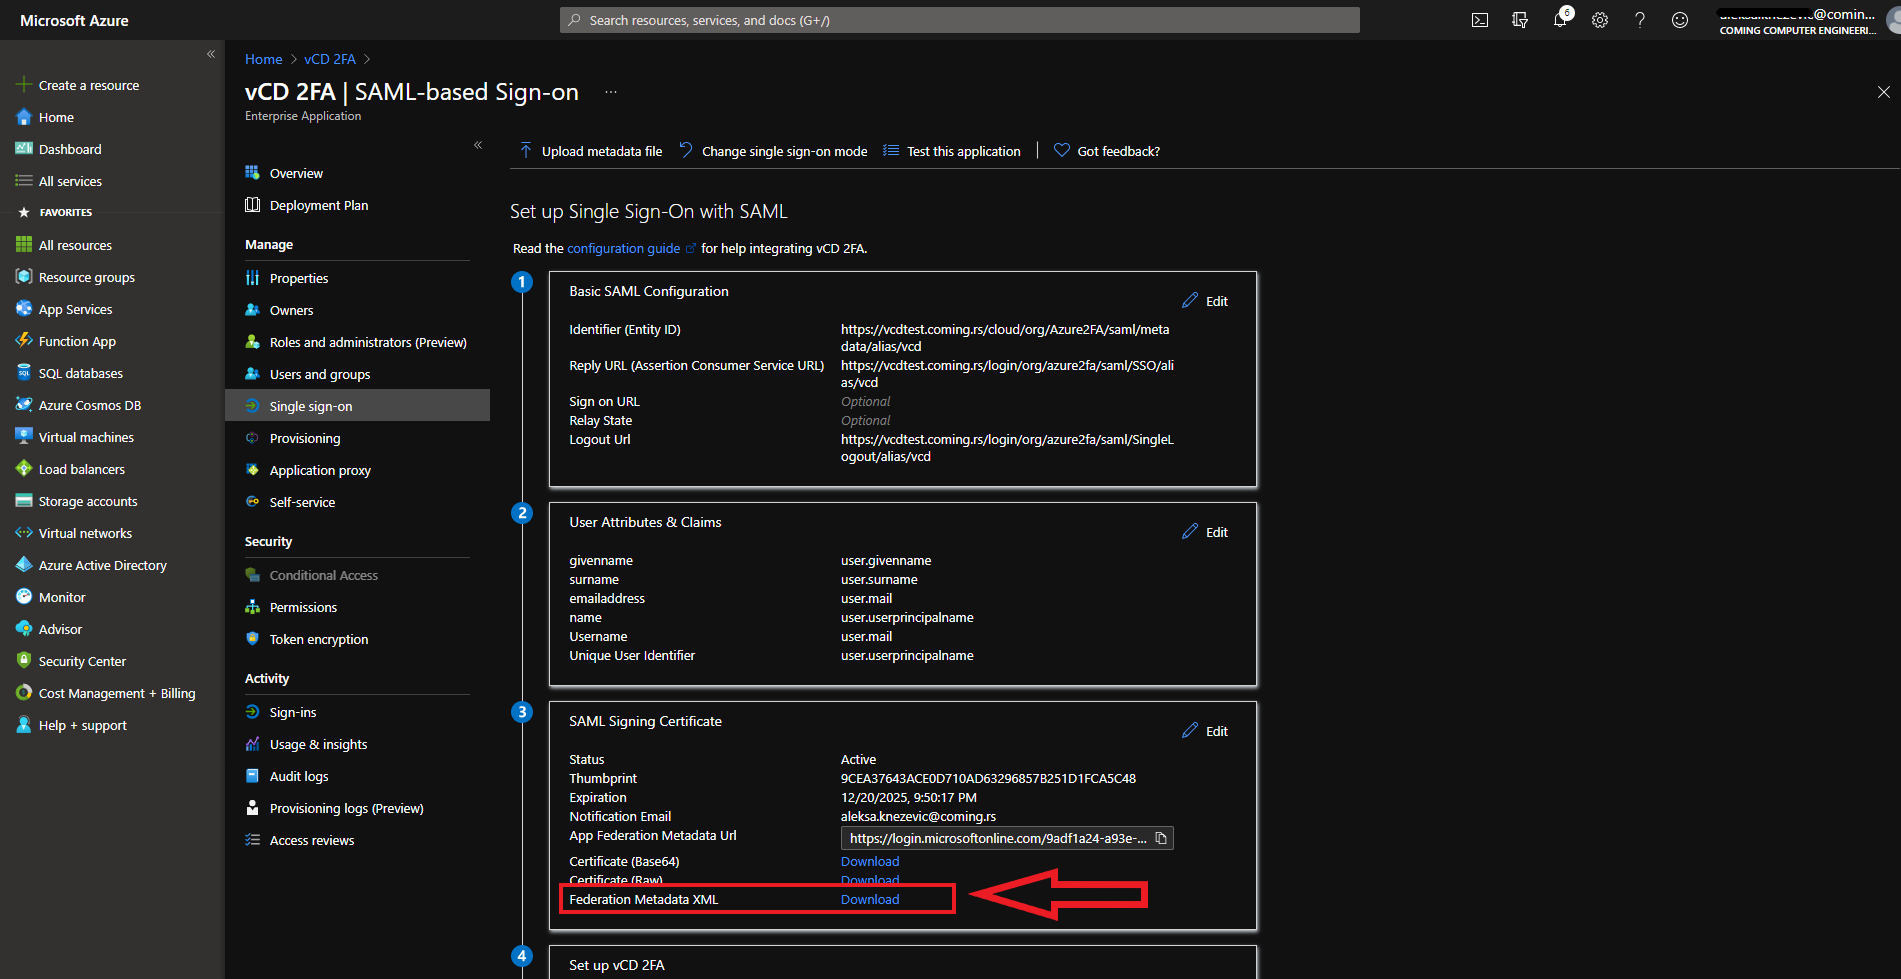 Microsoft Azure
Search resources, services, and docs (G+/)
6
@comin...
COMING COMPUTER ENGINEERI...
«
Create a resource
Home
Dashboard
All services
FAVORITES
All resources
Resource groups
App Services
Function App
SQL databases
Azure Cosmos DB
Virtual machines
Load balancers
Storage accounts
Virtual networks
Azure Active Directory
Monitor
Advisor
Security Center
Cost Management + Billing
Help + support
Home > vCD 2FA >
vCD 2FA | SAML-based Sign-on ...
Enterprise Application
«
Overview
Deployment Plan
Manage
Properties
Owners
Roles and administrators (Preview)
Users and groups
Single sign-on
Provisioning
Application proxy
Self-service
Security
Conditional Access
Permissions
Token encryption
Activity
Sign-ins
Usage & insights
Audit logs
Provisioning logs (Preview)
Access reviews
Upload metadata file Change single sign-on mode Test this application | Got feedback?
Set up Single Sign-On with SAML
Read the configuration guide for help integrating vCD 2FA.
1
Basic SAML Configuration
Edit
Identifier (Entity ID) https://vcdtest.coming.rs/cloud/org/Azure2FA/saml/meta
data/alias/vcd
Reply URL (Assertion Consumer Service URL) https://vcdtest.coming.rs/login/org/azure2fa/saml/SSO/ali
as/vcd
Sign on URL Optional
Relay State Optional
Logout Url https://vcdtest.coming.rs/login/org/azure2fa/saml/SingleL
ogout/alias/vcd
2
User Attributes & Claims
Edit
givenname user.givenname
surname user.surname
emailaddress user.mail
name user.userprincipalname
Username user.mail
Unique User Identifier user.userprincipalname
3
SAML Signing Certificate
Edit
Status Active
Thumbprint 9CEA37643ACE0D710AD63296857B251D1FCA5C48
Expiration 12/20/2025, 9:50:17 PM
Notification Email aleksa.knezevic@coming.rs
App Federation Metadata Url https://login.microsoftonline.com/9adf1a24-a93e-...
Certificate (Base64) Download
Certificate (Raw) Download
Federation Metadata XML Download
4
Set up vCD 2FA